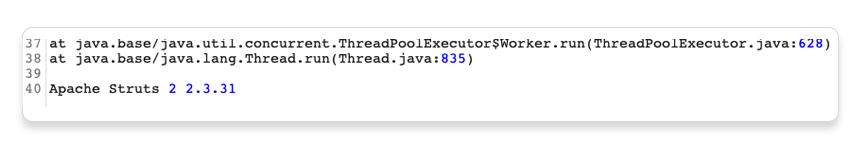 37 at java.base/java.util.concurrent.ThreadPoolExecutor$Worker.run(ThreadPoolExecutor.java:628)
38 at java.base/java.lang.Thread.run(Thread.java:835)
39
40 Apache Struts 2 2.3.31